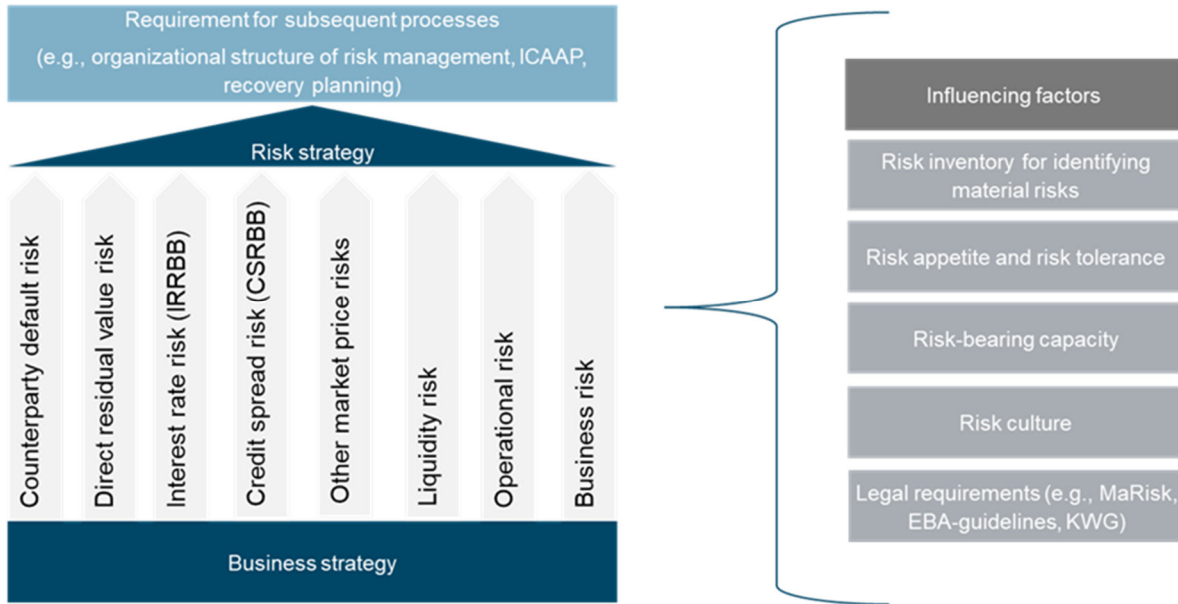 Requirement for subsequent processes
(e.g., organizational structure of risk management, ICAAP,
recovery planning)
Risk strategy
Counterparty default risk
Direct residual value risk
Interest rate risk (IRRBB)
Credit spread risk (CSRBB)
Other market price risks
Liquidity risk
Operational risk
Business risk
Business strategy
Influencing factors
Risk inventory for identifying
material risks
Risk appetite and risk tolerance
Risk-bearing capacity
Risk culture
Legal requirements (e.g., MaRisk,
EBA-guidelines, KWG)